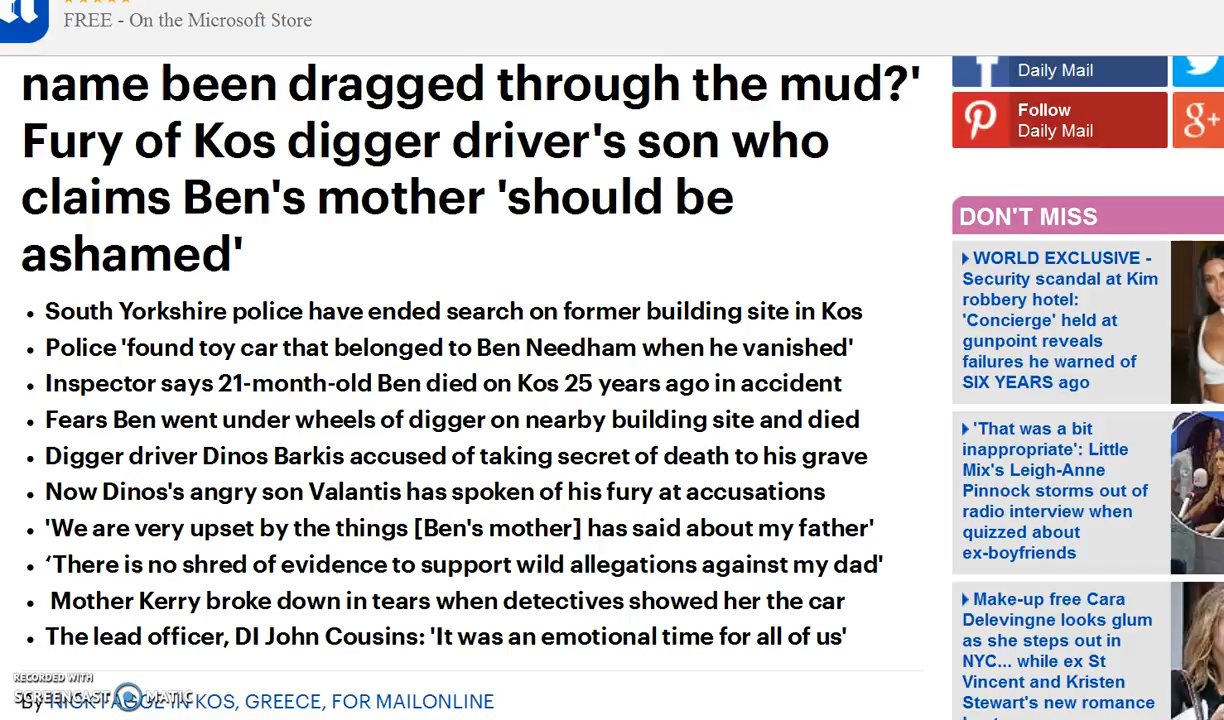 FREE - On the Microsoft Store
name been dragged through the mud?'
Fury of Kos digger driver's son who
claims Ben's mother 'should be
ashamed'
South Yorkshire police have ended search on former building site in Kos
Police 'found toy car that belonged to Ben Needham when he vanished'
Inspector says 21-month-old Ben died on Kos 25 years ago in accident
Fears Ben went under wheels of digger on nearby building site and died
Digger driver Dinos Barkis accused of taking secret of death to his grave
Now Dinos's angry son Valantis has spoken of his fury at accusations
'We are very upset by the things [Ben's mother] has said about my father'
‘There is no shred of evidence to support wild allegations against my dad'
Mother Kerry broke down in tears when detectives showed her the car
The lead officer, DI John Cousins: 'It was an emotional time for all of us'
RECORDED WITH
SCREENCAST MATIC
By IN KOS, GREECE, FOR MAILONLINE
Daily Mail
Follow
Daily Mail
g+
DON'T MISS
WORLD EXCLUSIVE -
Security scandal at Kim
robbery hotel:
'Concierge' held at
gunpoint reveals
failures he warned of
SIX YEARS ago
'That was a bit
inappropriate': Little
Mix's Leigh-Anne
Pinnock storms out of
radio interview when
quizzed about
ex-boyfriends
Make-up free Cara
Delevingne looks glum
as she steps out in
NYC... while ex St
Vincent and Kristen
Stewart's new romance